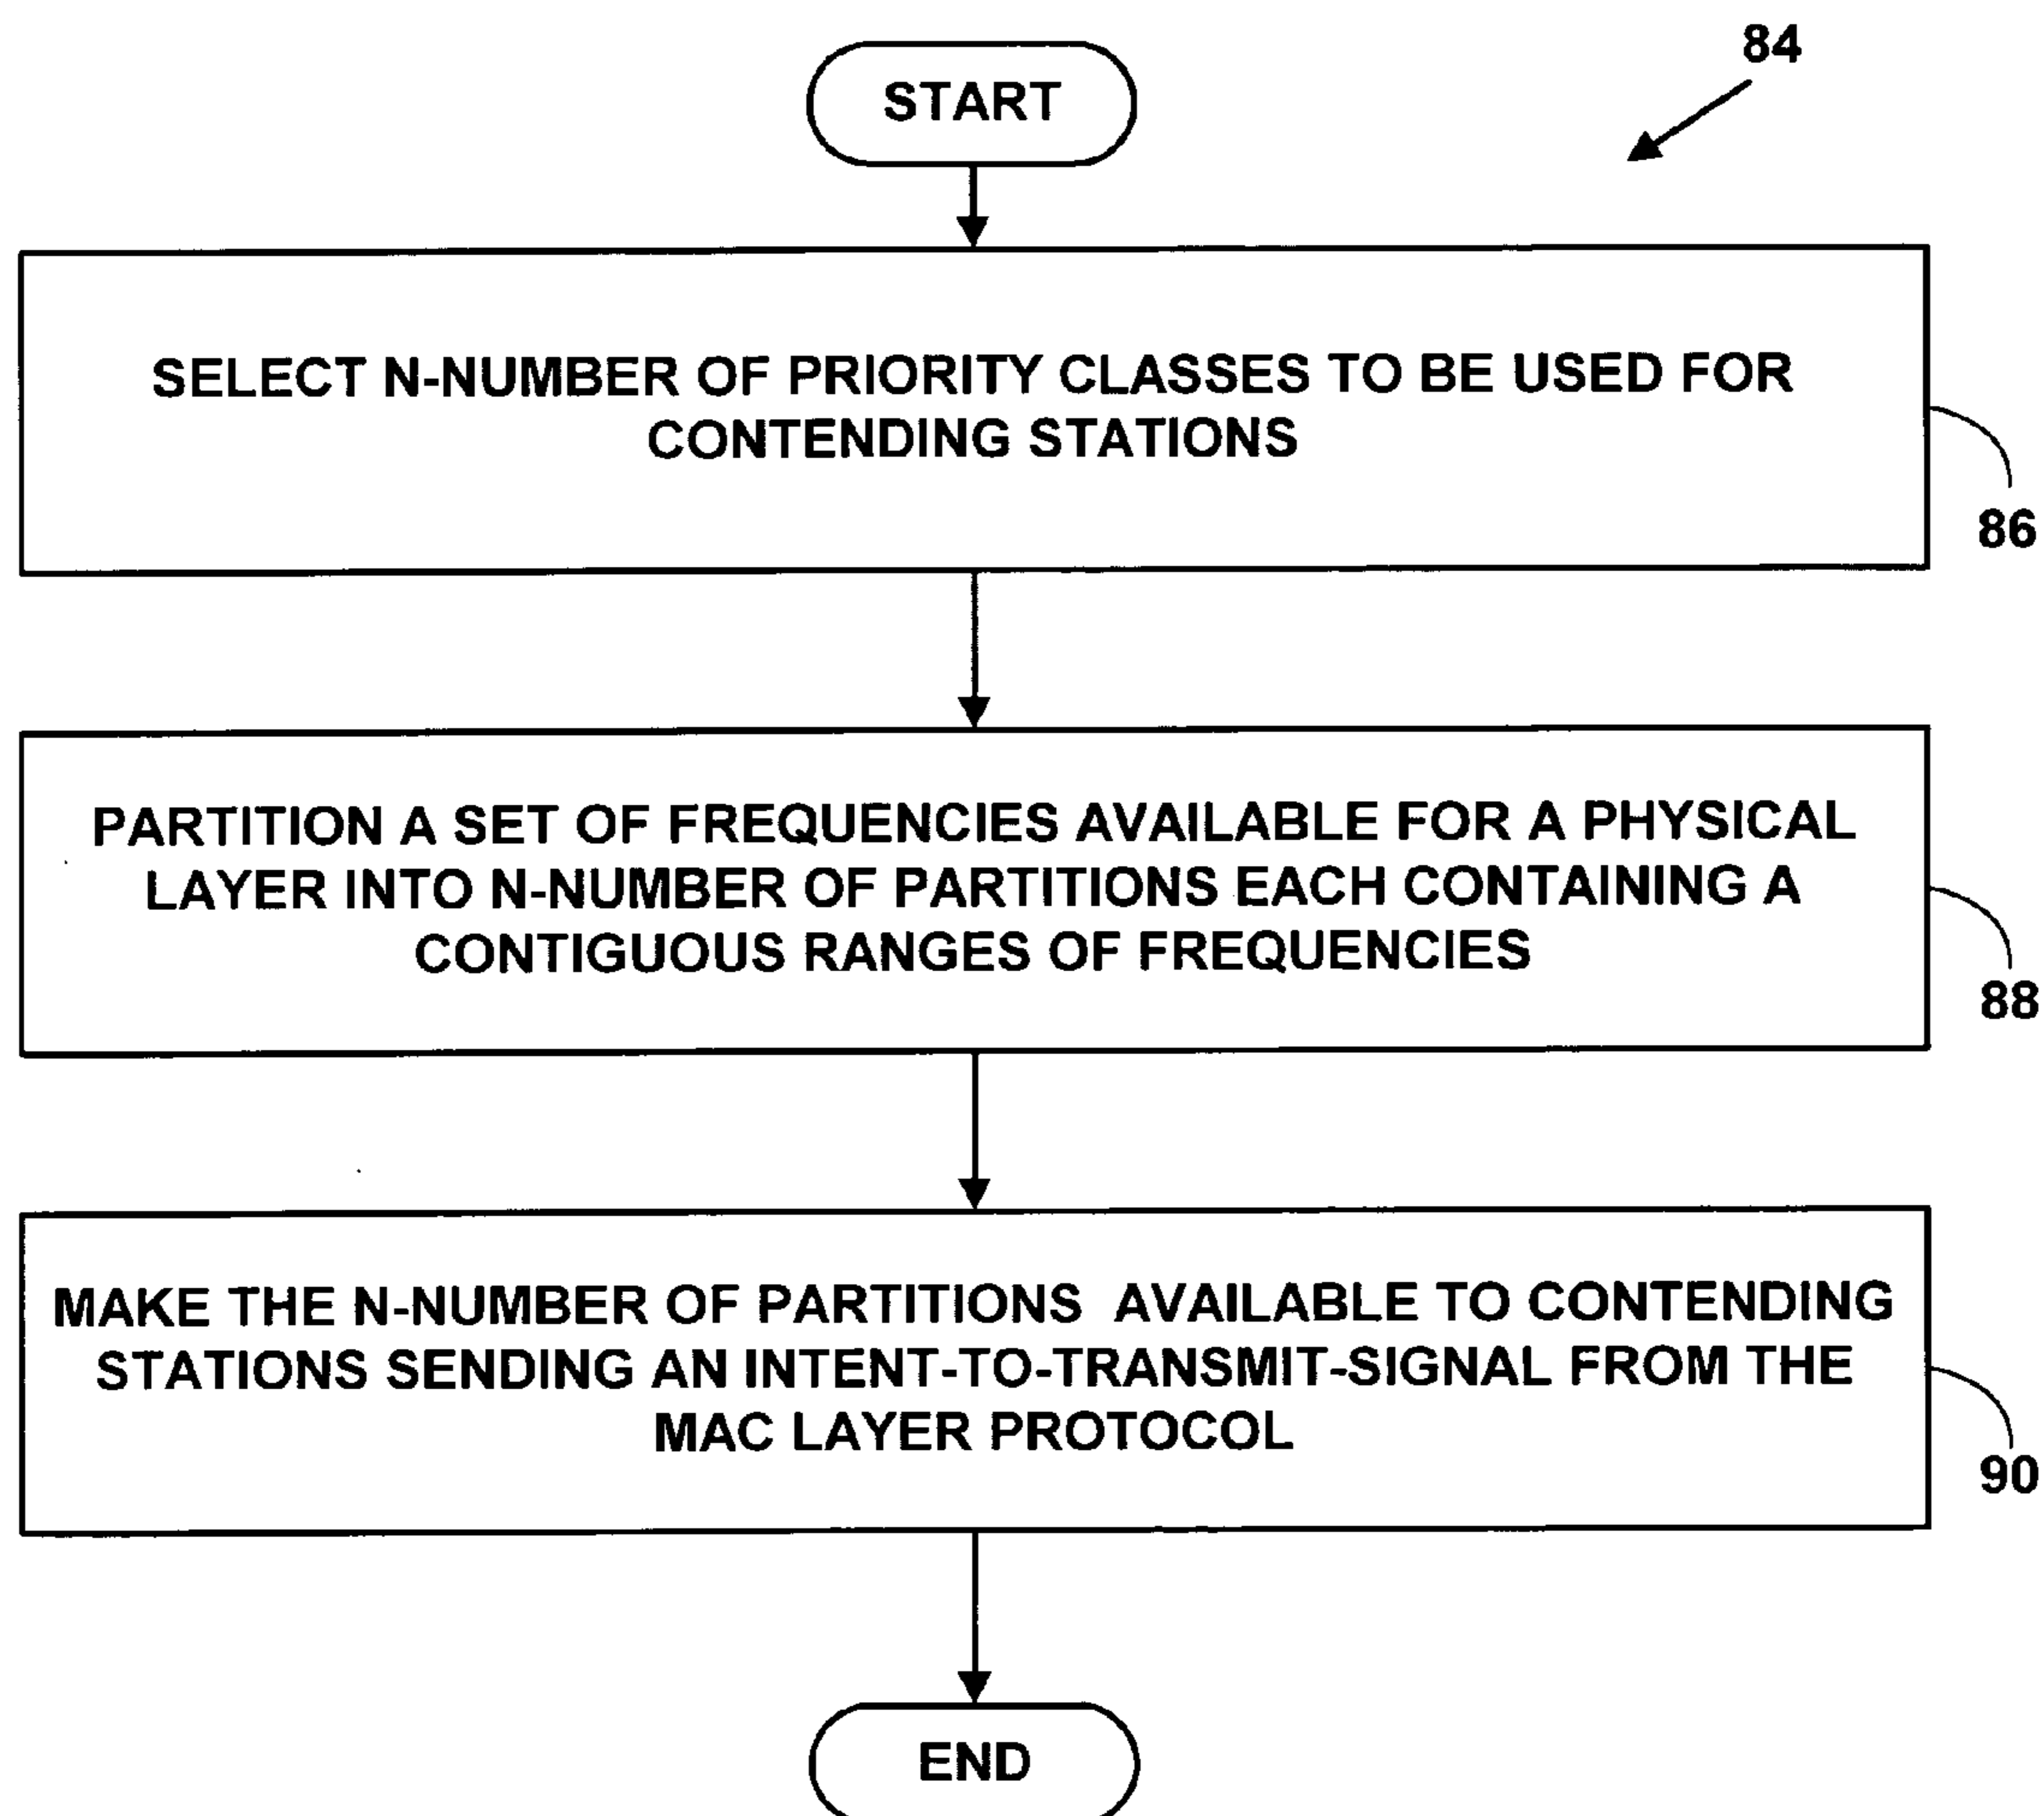 84
START
SELECT N-NUMBER OF PRIORITY CLASSES TO BE USED FOR
CONTENDING STATIONS
86
PARTITION A SET OF FREQUENCIES AVAILABLE FOR A PHYSICAL
LAYER INTO N-NUMBER OF PARTITIONS EACH CONTAINING A
CONTIGUOUS RANGES OF FREQUENCIES
88
MAKE THE N-NUMBER OF PARTITIONS AVAILABLE TO CONTENDING
STATIONS SENDING AN INTENT-TO-TRANSMIT-SIGNAL FROM THE
MAC LAYER PROTOCOL
90
END